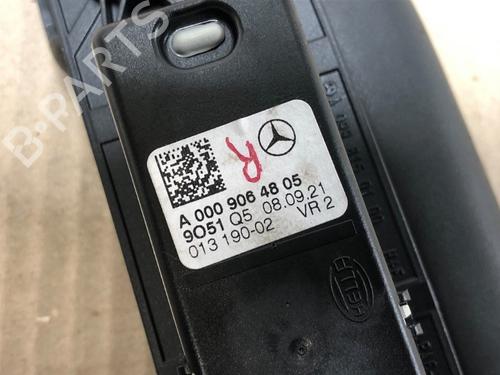 B-PARTS
R
A 000 906 48 05
9O51 Q5 08.09.21
013 190-02 VR 2
HELLA